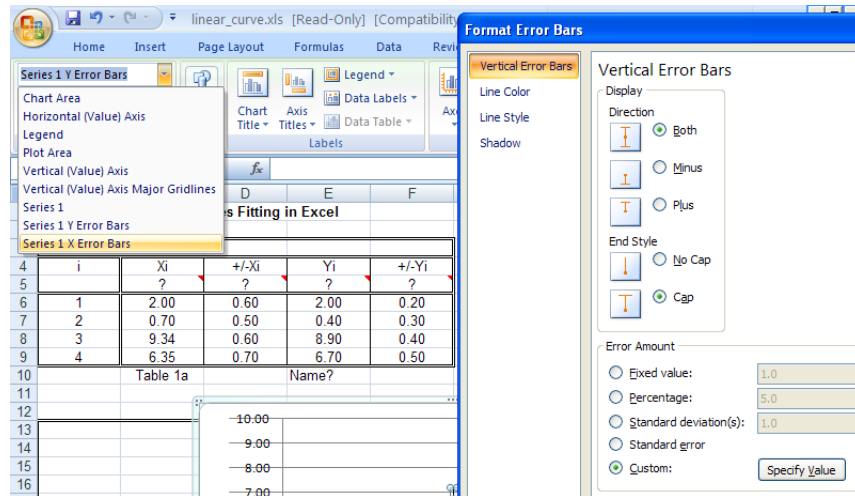 linear_curve.xls [Read-Only] [Compatibility
Home Insert Page Layout Formulas Data Revi
Series 1 Y Error Bars
Chart Area
Horizontal (Value) Axis
Legend
Plot Area
Vertical (Value) Axis
Vertical (Value) Axis Major Gridlines
Series 1
Series 1 Y Error Bars
Series 1 X Error Bars
Chart Title
Axis Titles
Legend
Data Labels
Data Table
Ax
Labels
fx
D E F
s Fitting in Excel
4 i Xi +/-Xi Yi +/-Yi
5 ? ? ? ?
6 1 2.00 0.60 2.00 0.20
7 2 0.70 0.50 0.40 0.30
8 3 9.34 0.60 8.90 0.40
9 4 6.35 0.70 6.70 0.50
10 Table 1a Name?
11
12
13
14
15
16
10.00
9.00
8.00
7.00
Format Error Bars
Vertical Error Bars
Line Color
Line Style
Shadow
Vertical Error Bars
Display
Direction
Both
Minus
Plus
End Style
No Cap
Cap
Error Amount
Fixed value: 1.0
Percentage: 5.0
Standard deviation(s): 1.0
Standard error
Custom: Specify Value